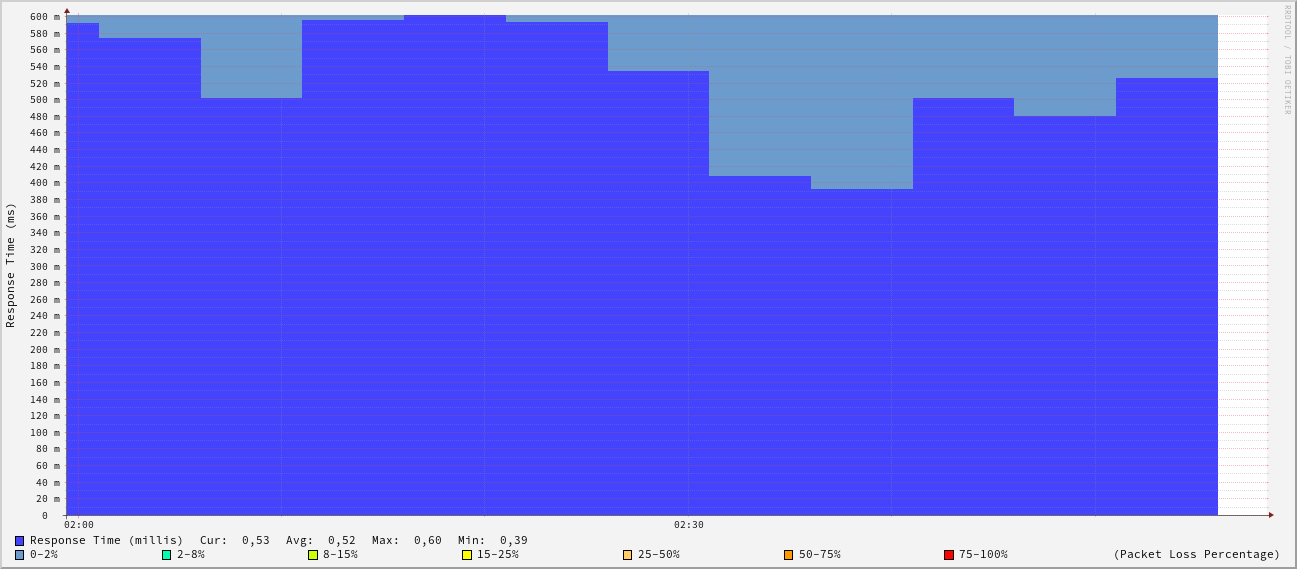 RRDTOOL / TOBI OETIKER
Response Time (ms)
600 m
580 m
560 m
540 m
520 m
500 m
480 m
460 m
440 m
420 m
400 m
380 m
360 m
340 m
320 m
300 m
280 m
260 m
240 m
220 m
200 m
180 m
160 m
140 m
120 m
100 m
80 m
60 m
40 m
20 m
0
02:00 02:30
Response Time (millis) Cur: 0,53 Avg: 0,52 Max: 0,60 Min: 0,39
0-2% 2-8% 8-15% 15-25% 25-50% 50-75% 75-100% (Packet Loss Percentage)